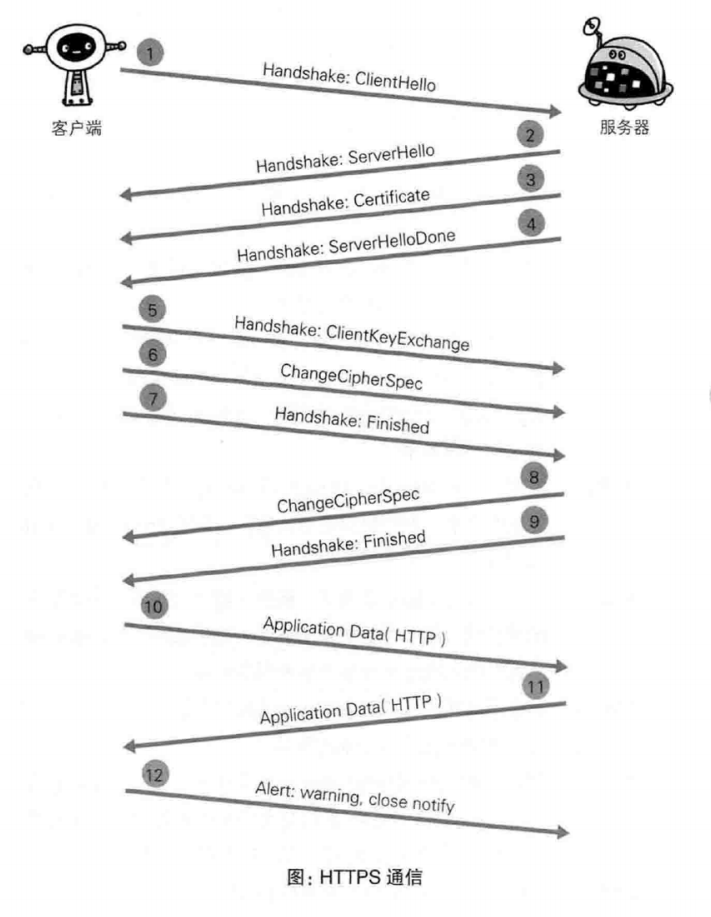 1
Handshake: ClientHello
客户端
服务器
2
Handshake: ServerHello
3
Handshake: Certificate
4
Handshake: ServerHelloDone
5
Handshake: ClientKeyExchange
6
ChangeCipherSpec
7
Handshake: Finished
8
ChangeCipherSpec
9
Handshake: Finished
10
Application Data( HTTP )
11
Application Data( HTTP )
12
Alert: warning, close notify
图: HTTPS 通信